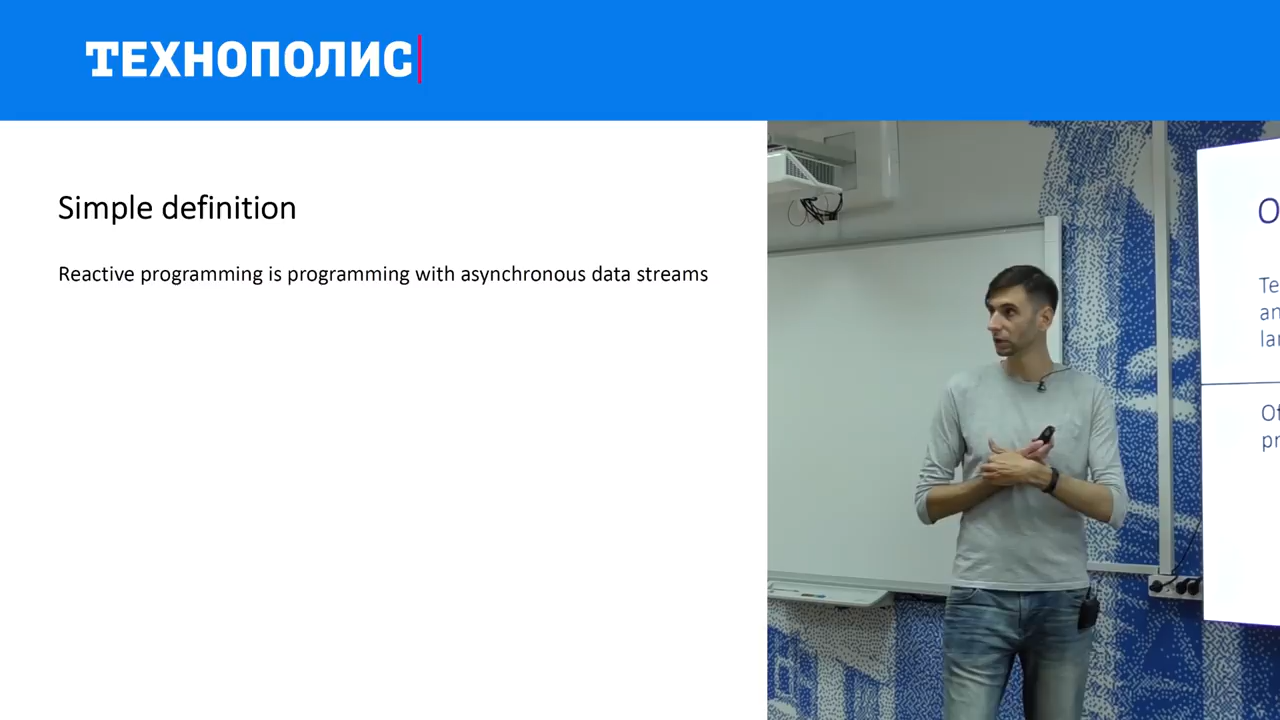 ТЕХНОПОЛИС
Simple definition
Reactive programming is programming with asynchronous data streams